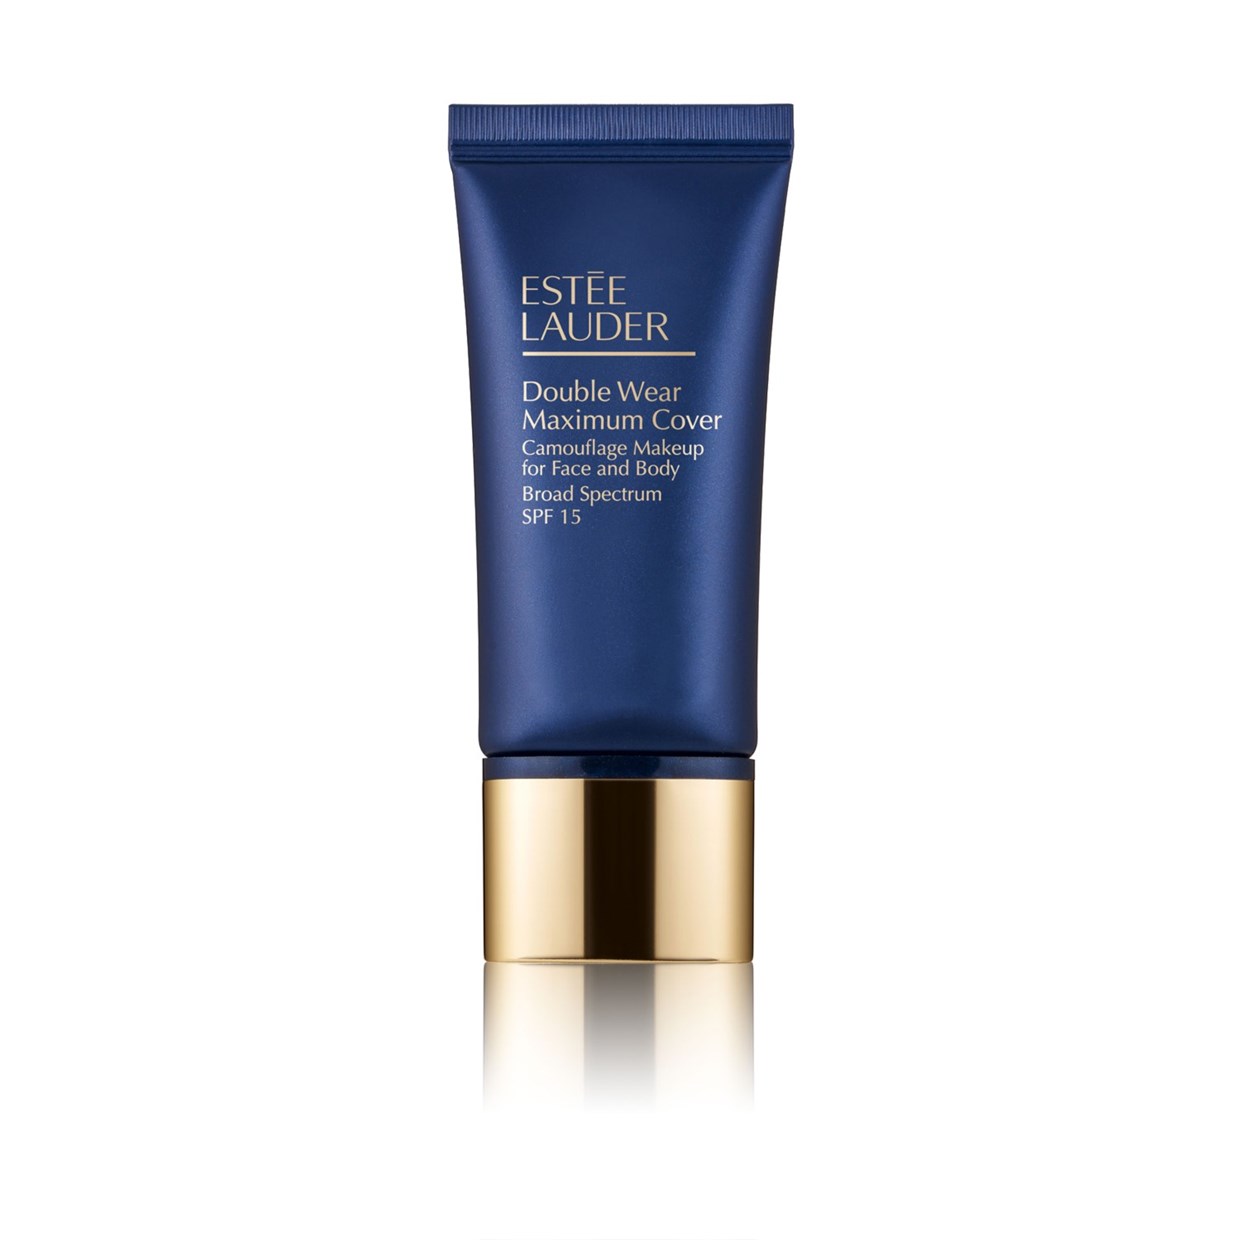 ESTĒE
LAUDER
Double Wear
Maximum Cover
Camouflage Makeup
for Face and Body
Broad Spectrum
SPF 15